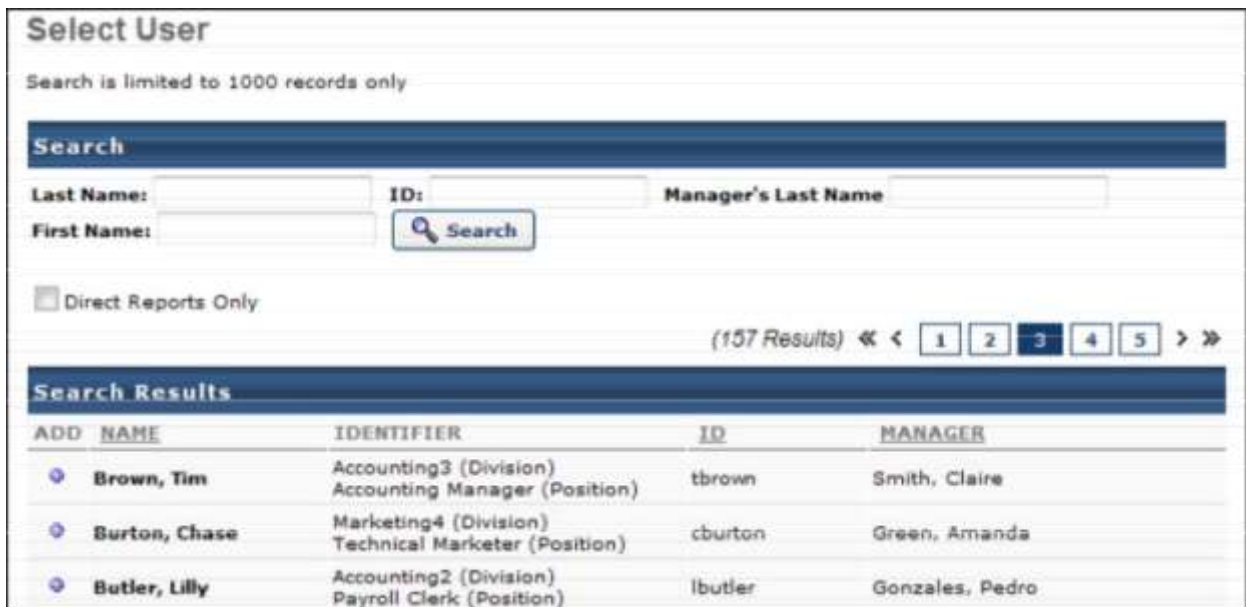 Select User
Search is limited to 1000 records only
Search
Last Name: ID: Manager's Last Name
First Name: Search
Direct Reports Only
(157 Results) « < 1 2 3 4 5 > »
Search Results
ADD NAME IDENTIFIER ID MANAGER
Brown, Tim Accounting3 (Division) tbrown Smith, Claire
Accounting Manager (Position)
Burton, Chase Marketing4 (Division) cburton Green, Amanda
Technical Marketer (Position)
Butler, Lilly Accounting2 (Division) lbutler Gonzales, Pedro
Payroll Clerk (Position)